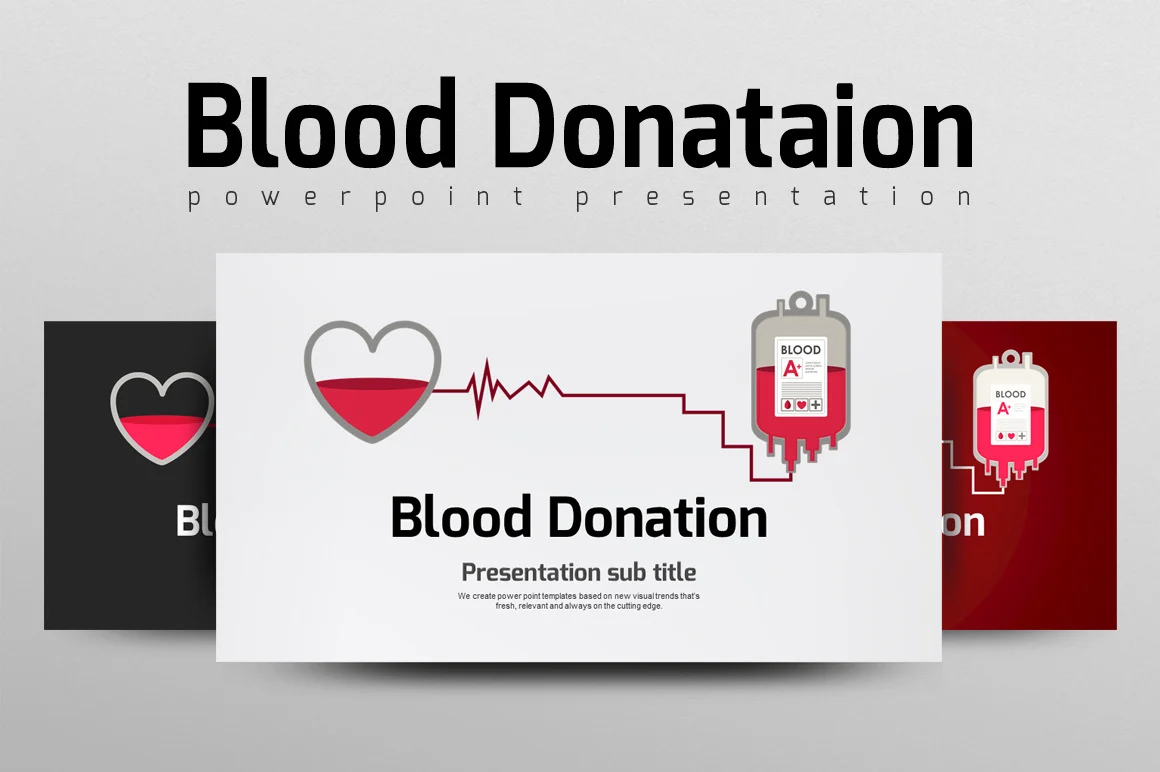 Blood Donataion
powerpoint presentation
BLOOD
A+
BLOOD
A+
Blood Donation
Bl
on
Presentation sub title
We create power point templates based on new visual trends that's
fresh, relevant and always on the cutting edge.